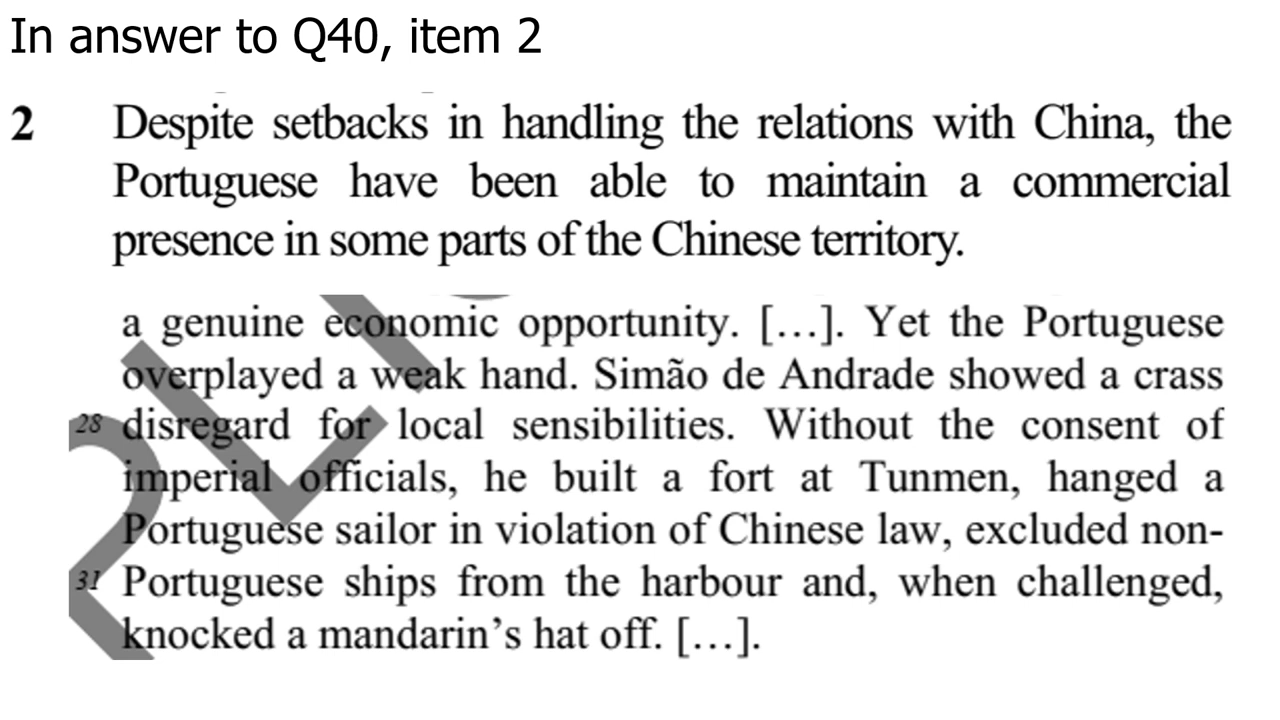 In answer to Q40, item 2
2 Despite setbacks in handling the relations with China, the
Portuguese have been able to maintain a commercial
presence in some parts of the Chinese territory.
a genuine economic opportunity. […]. Yet the Portuguese
overplayed a weak hand. Simão de Andrade showed a crass
28 disregard for local sensibilities. Without the consent of
imperial officials, he built a fort at Tunmen, hanged a
Portuguese sailor in violation of Chinese law, excluded non-
31 Portuguese ships from the harbour and, when challenged,
knocked a mandarin’s hat off. […].